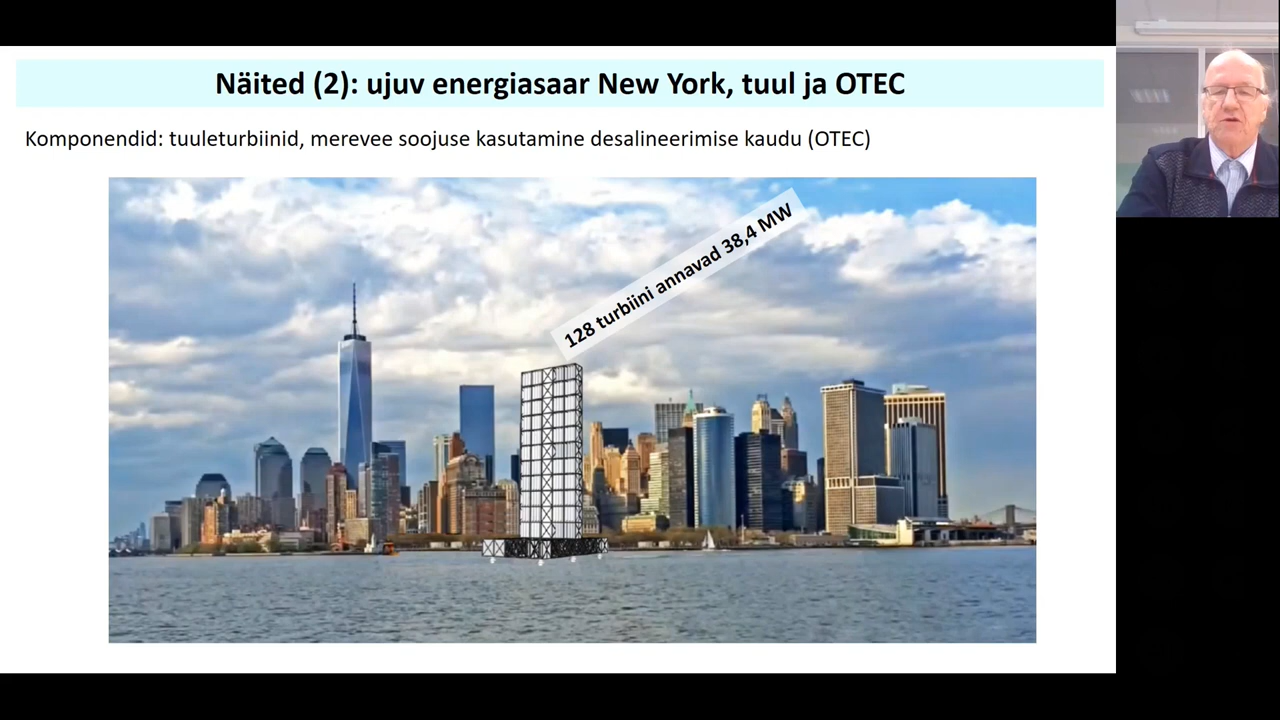 Näited (2): ujuv energiasaar New York, tuul ja OTEC
Komponendid: tuuleturbiinid, merevee soojuse kasutamine desalineerimise kaudu (OTEC)
128 turbiini annavad 38,4 MW